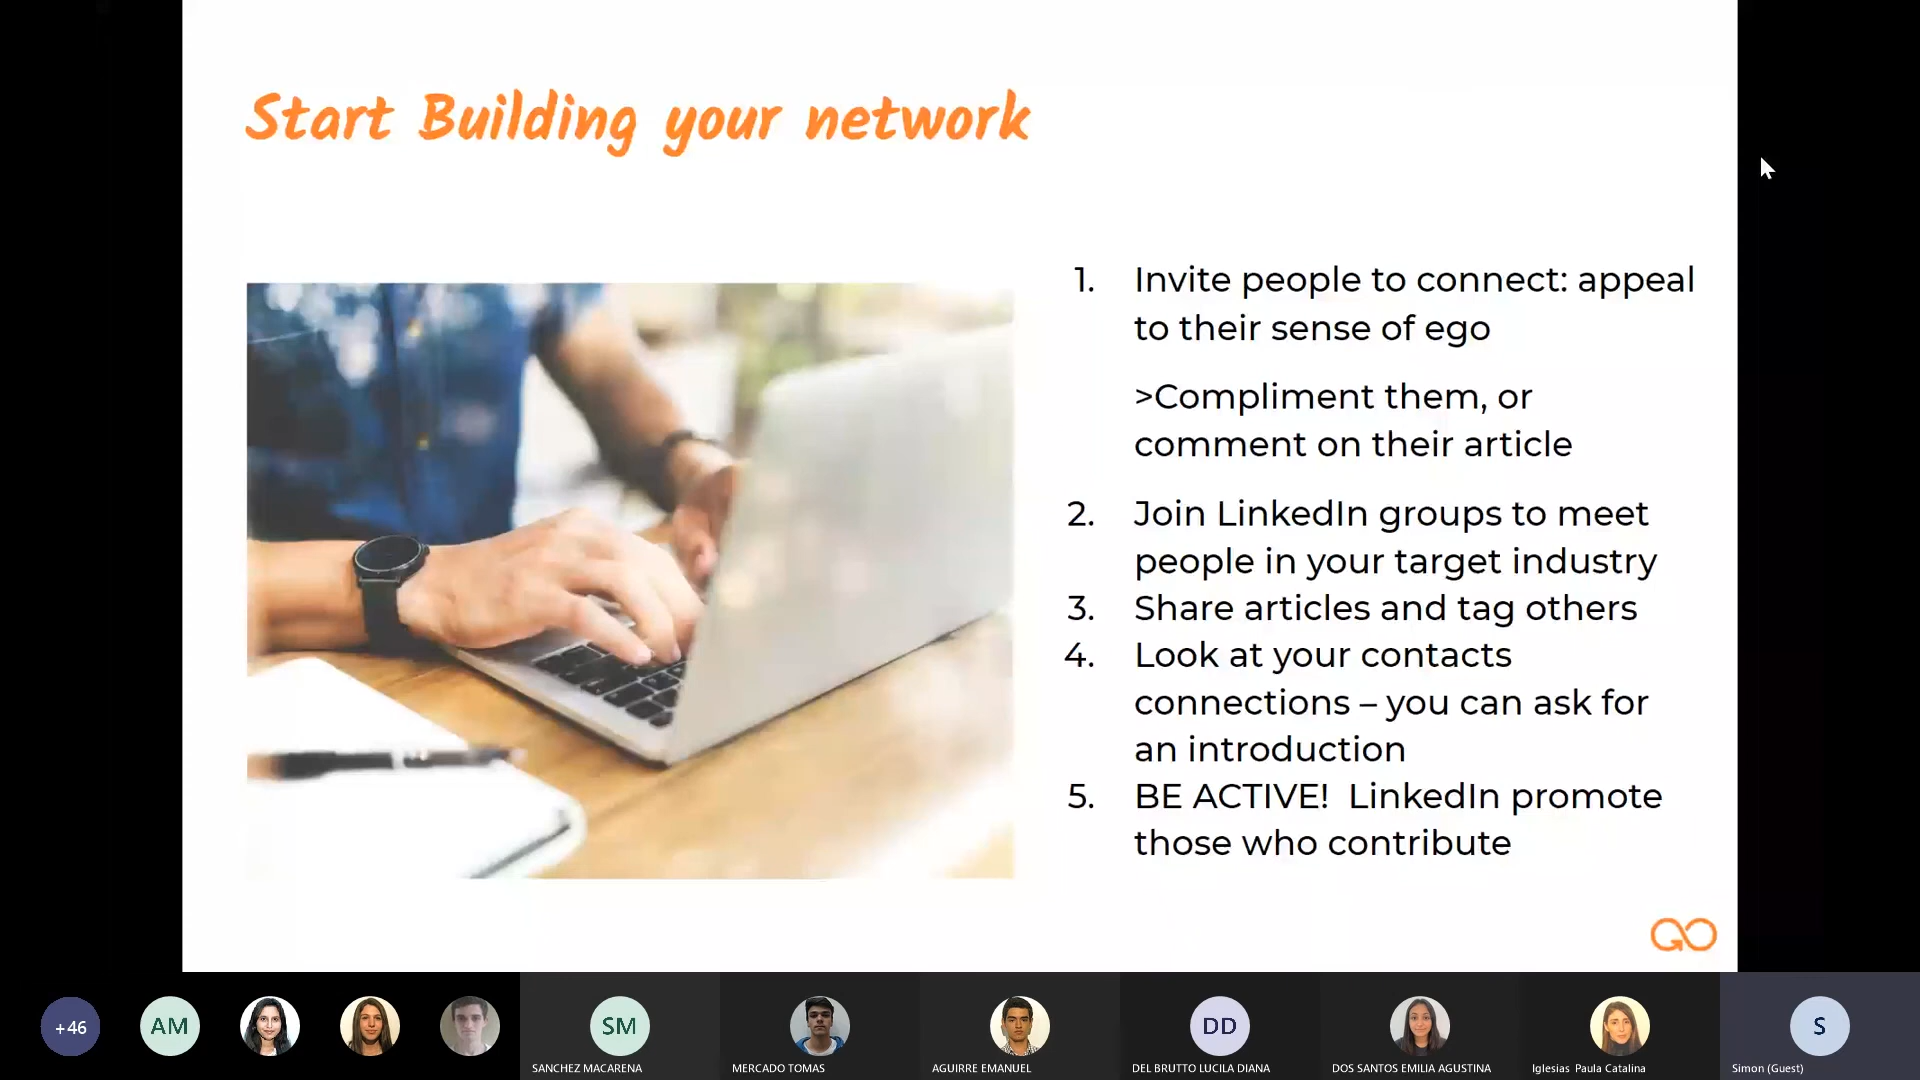 Start Building your network
1. Invite people to connect: appeal
to their sense of ego
>Compliment them, or
comment on their article
2. Join LinkedIn groups to meet
people in your target industry
3. Share articles and tag others
4. Look at your contacts
connections – you can ask for
an introduction
5. BE ACTIVE!  LinkedIn promote
those who contribute
+46
AM
SM
DD
S
SANCHEZ MACARENA
MERCADO TOMAS
AGUIRRE EMANUEL
DEL BRUTTO LUCILA DIANA
DOS SANTOS EMILIA AGUSTINA
Iglesias Paula Catalina
Simon (Guest)